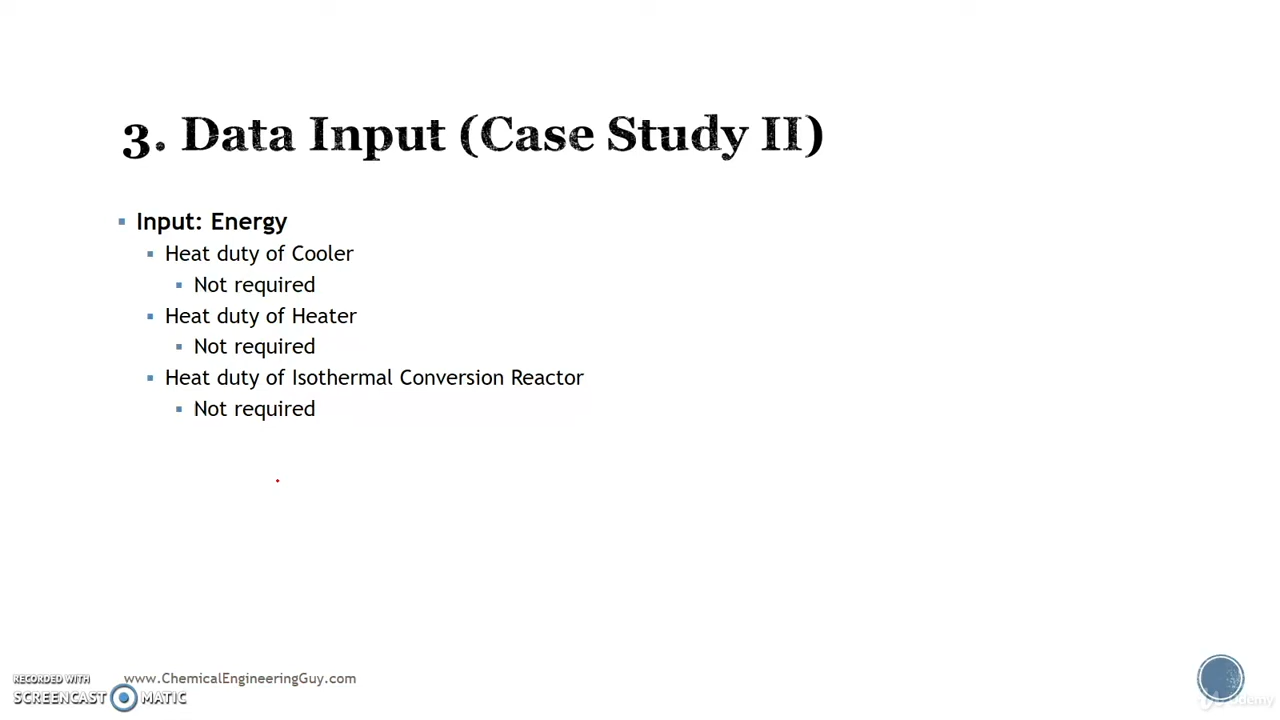 3. Data Input (Case Study II)
Input: Energy
Heat duty of Cooler
Not required
Heat duty of Heater
Not required
Heat duty of Isothermal Conversion Reactor
Not required
www.ChemicalEngineeringGuy.com
RECORDED WITH
SCREENCAST MATIC
Udemy